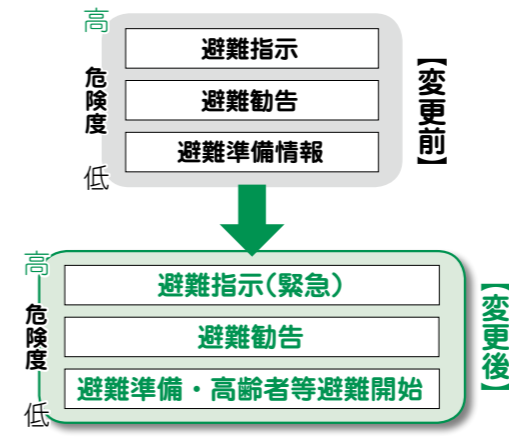 高
危険度
低
避難指示
避難勧告
避難準備情報
【変更前】
高
危険度
低
避難指示(緊急)
避難勧告
避難準備・高齢者等避難開始
【変更後】